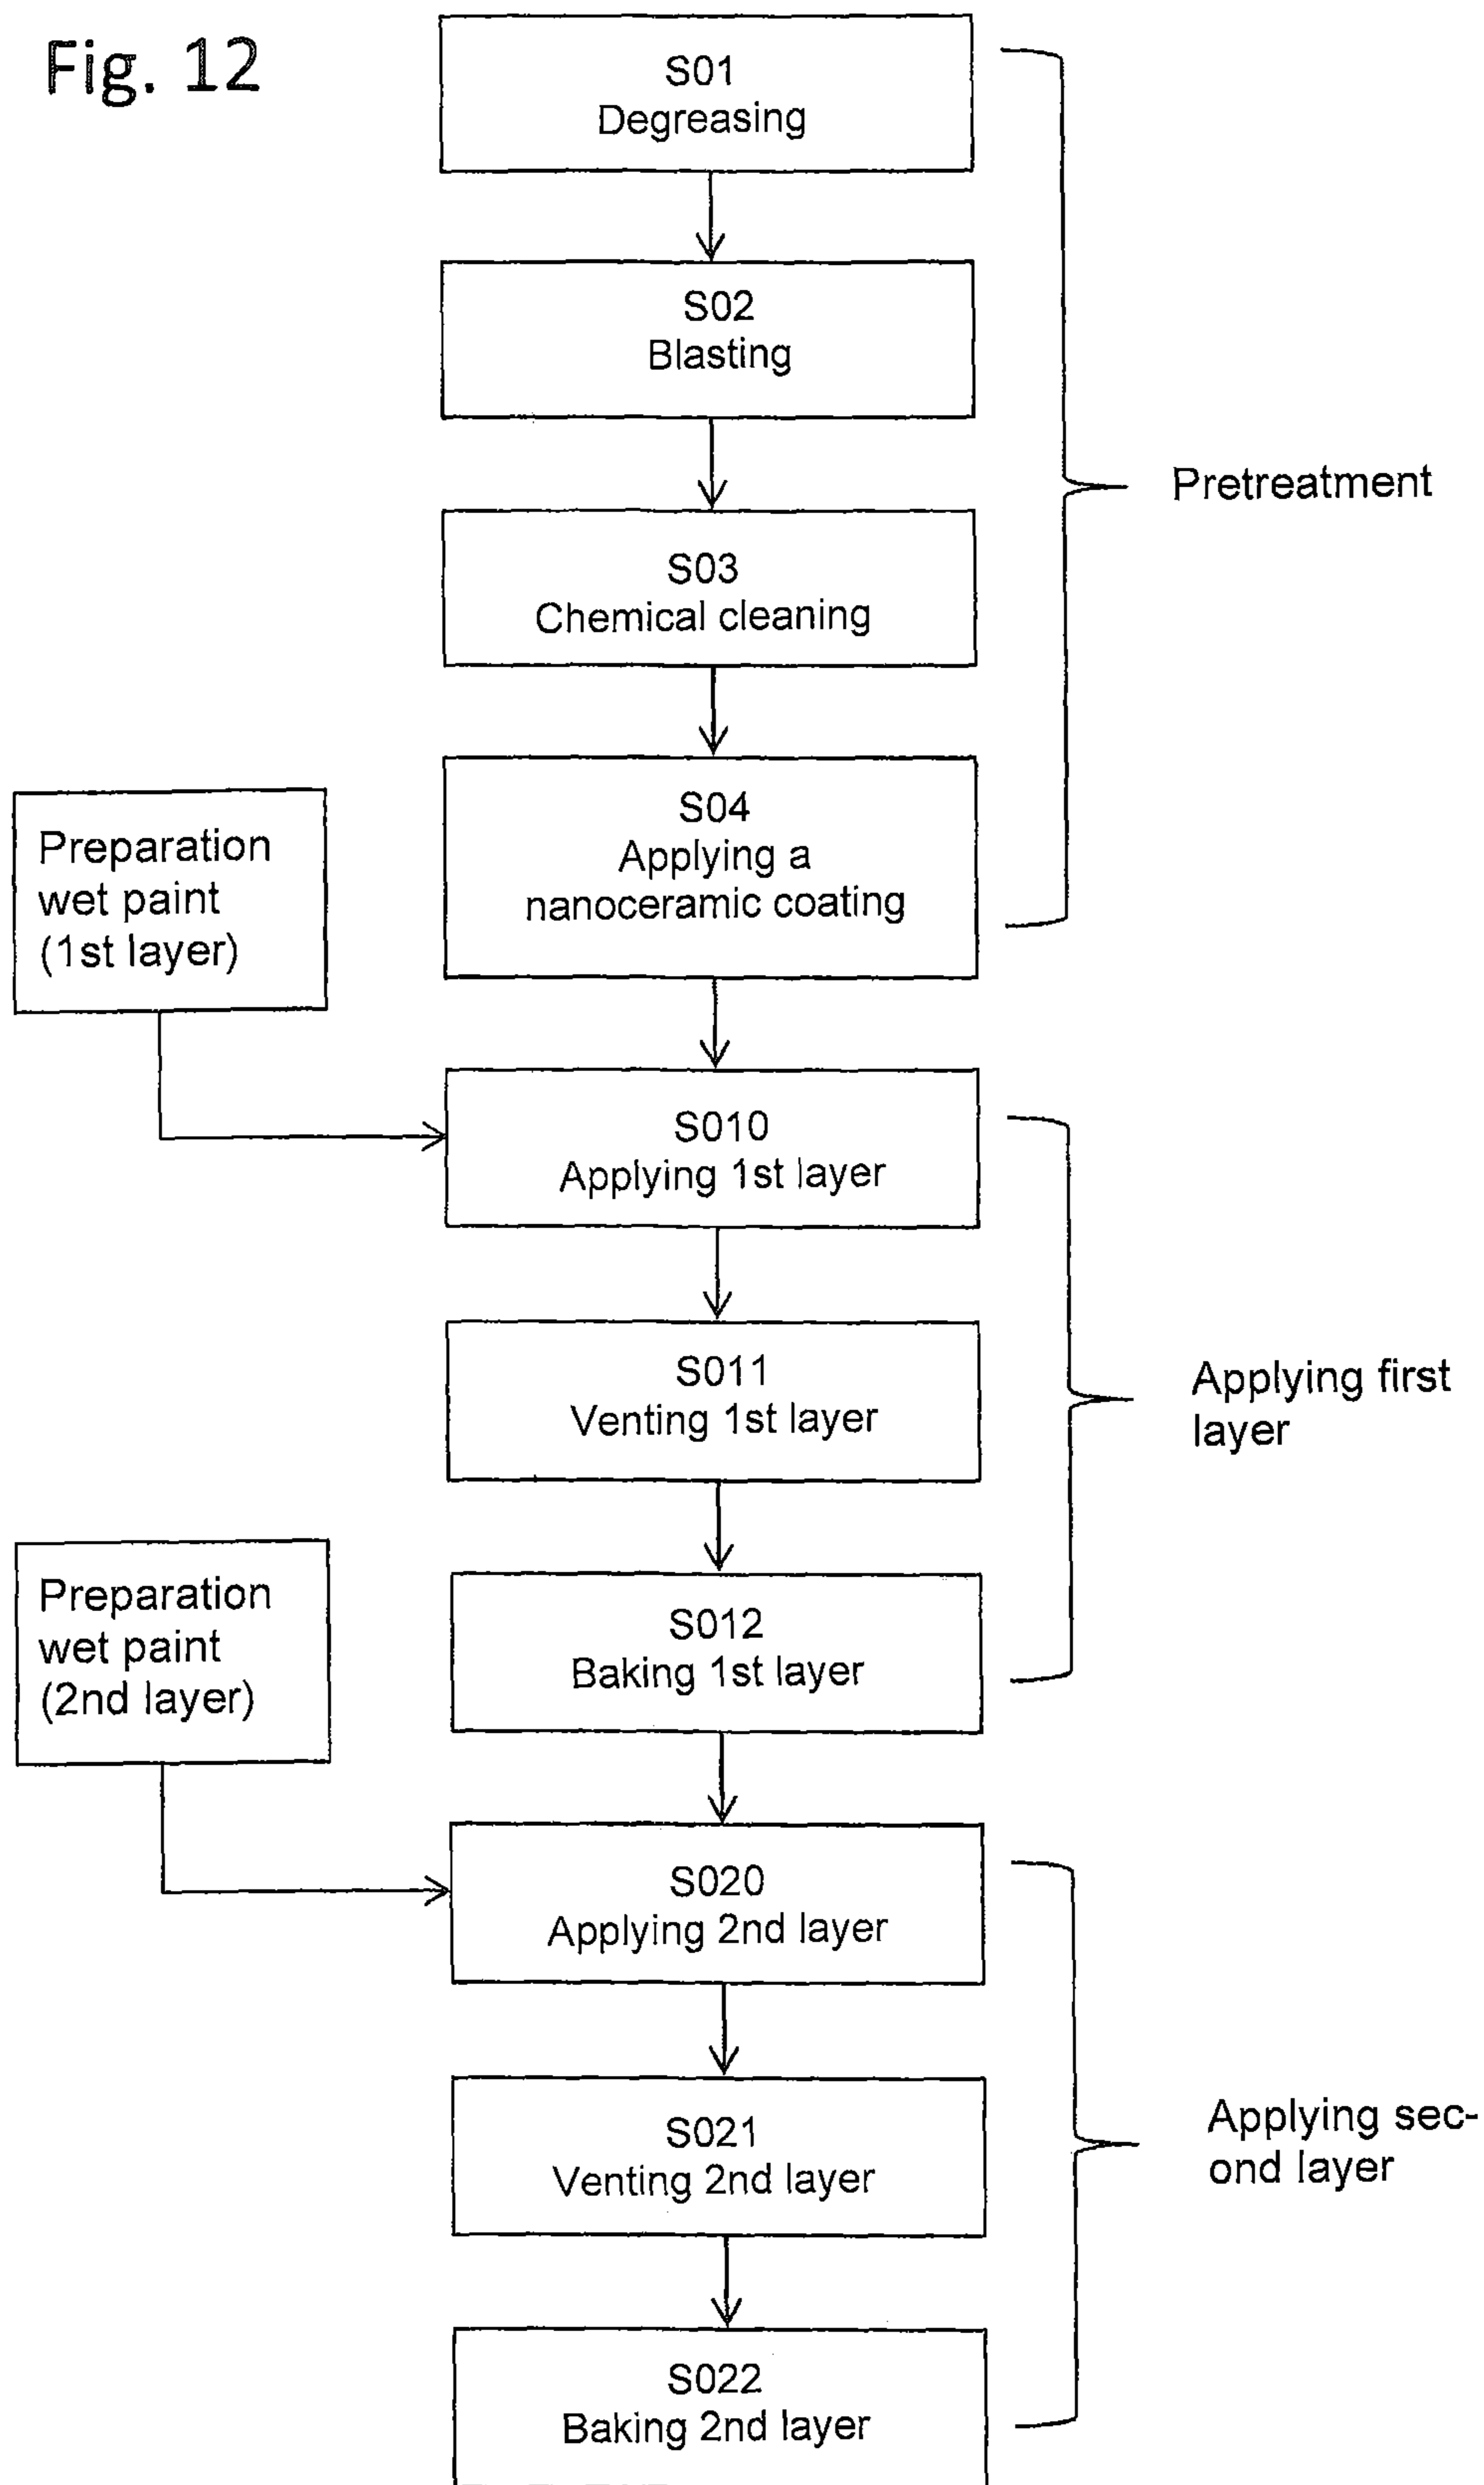 Fig. 12
S01
Degreasing
S02
Blasting
Pretreatment
S03
Chemical cleaning
S04
Applying a
nanoceramic coating
Preparation
wet paint
(1st layer)
S010
Applying 1st layer
S011
Venting 1st layer
Applying first
layer
S012
Baking 1st layer
Preparation
wet paint
(2nd layer)
S020
Applying 2nd layer
S021
Venting 2nd layer
Applying sec-
ond layer
S022
Baking 2nd layer